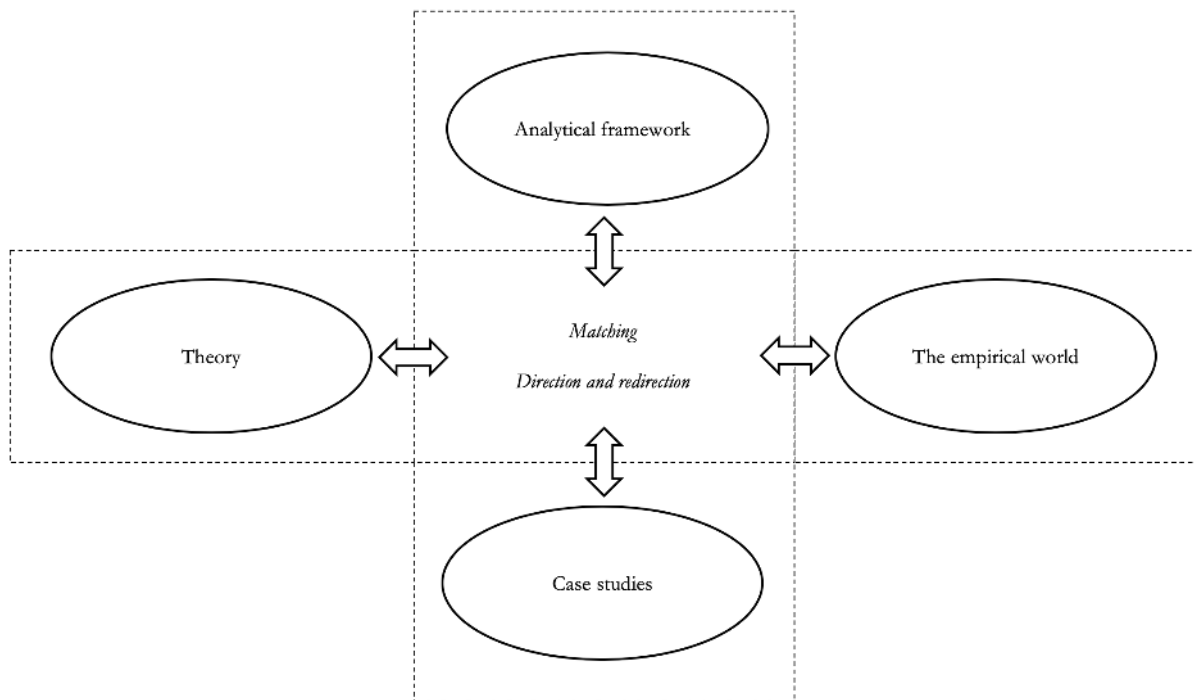 Analytical framework
Theory
Matching
Direction and redirection
The empirical world
Case studies